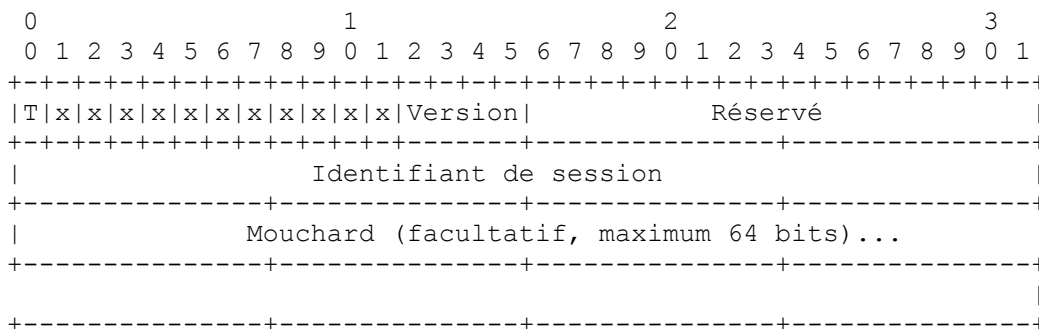 0                   1                   2                   3
0 1 2 3 4 5 6 7 8 9 0 1 2 3 4 5 6 7 8 9 0 1 2 3 4 5 6 7 8 9 0 1
+-+-+-+-+-+-+-+-+-+-+-+-+-+-+-+-+-+-+-+-+-+-+-+-+-+-+-+-+-+-+-+-+
|T|x|x|x|x|x|x|x|x|x|x|x|Version|           Réservé             |
+-+-+-+-+-+-+-+-+-+-+-+-+-------+---------------+---------------+
|                  Identifiant de session                       |
+---------------+---------------+---------------+---------------+
|              Mouchard (facultatif, maximum 64 bits)...
+---------------+---------------+---------------+---------------+
                                                                |
+---------------+---------------+---------------+---------------+